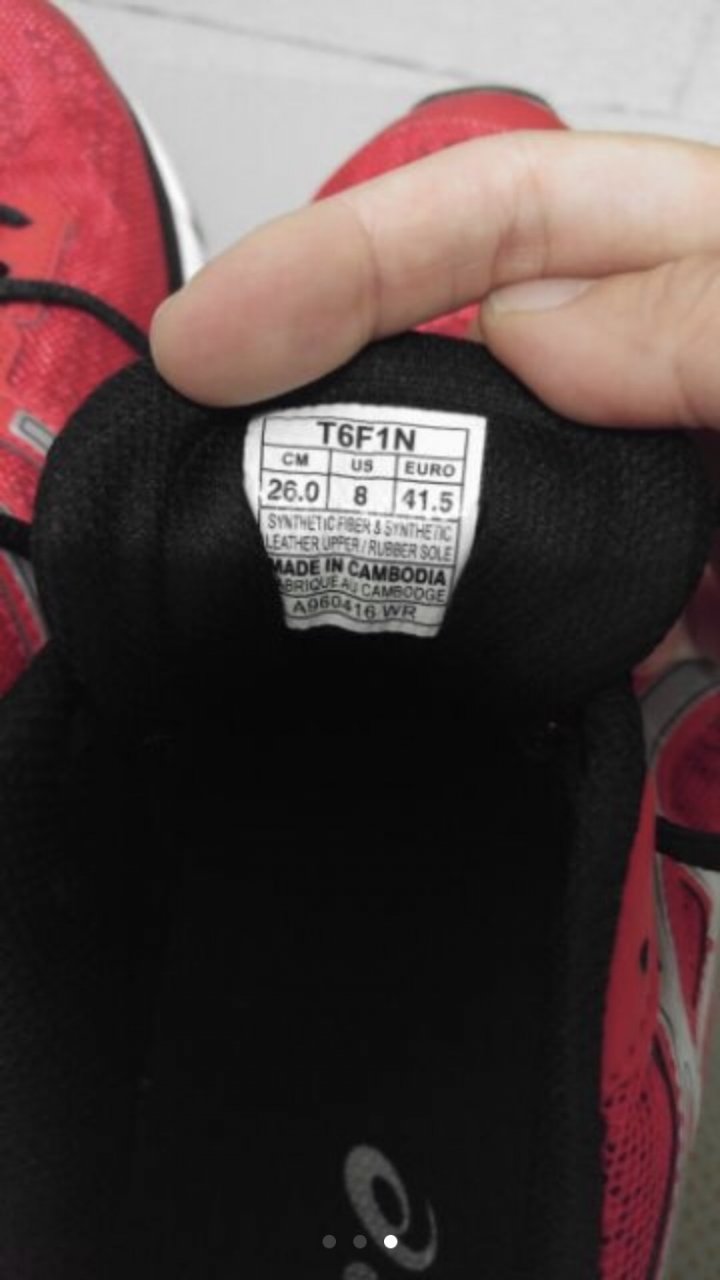 T6F1N
CM US EURO
26.0 8 41.5
SYNTHETIC FIBER & SYNTHETIC
LEATHER UPPER / RUBBER SOLE
MADE IN CAMBODIA
ABRIQUE AU CAMBODGE
A960416 WR